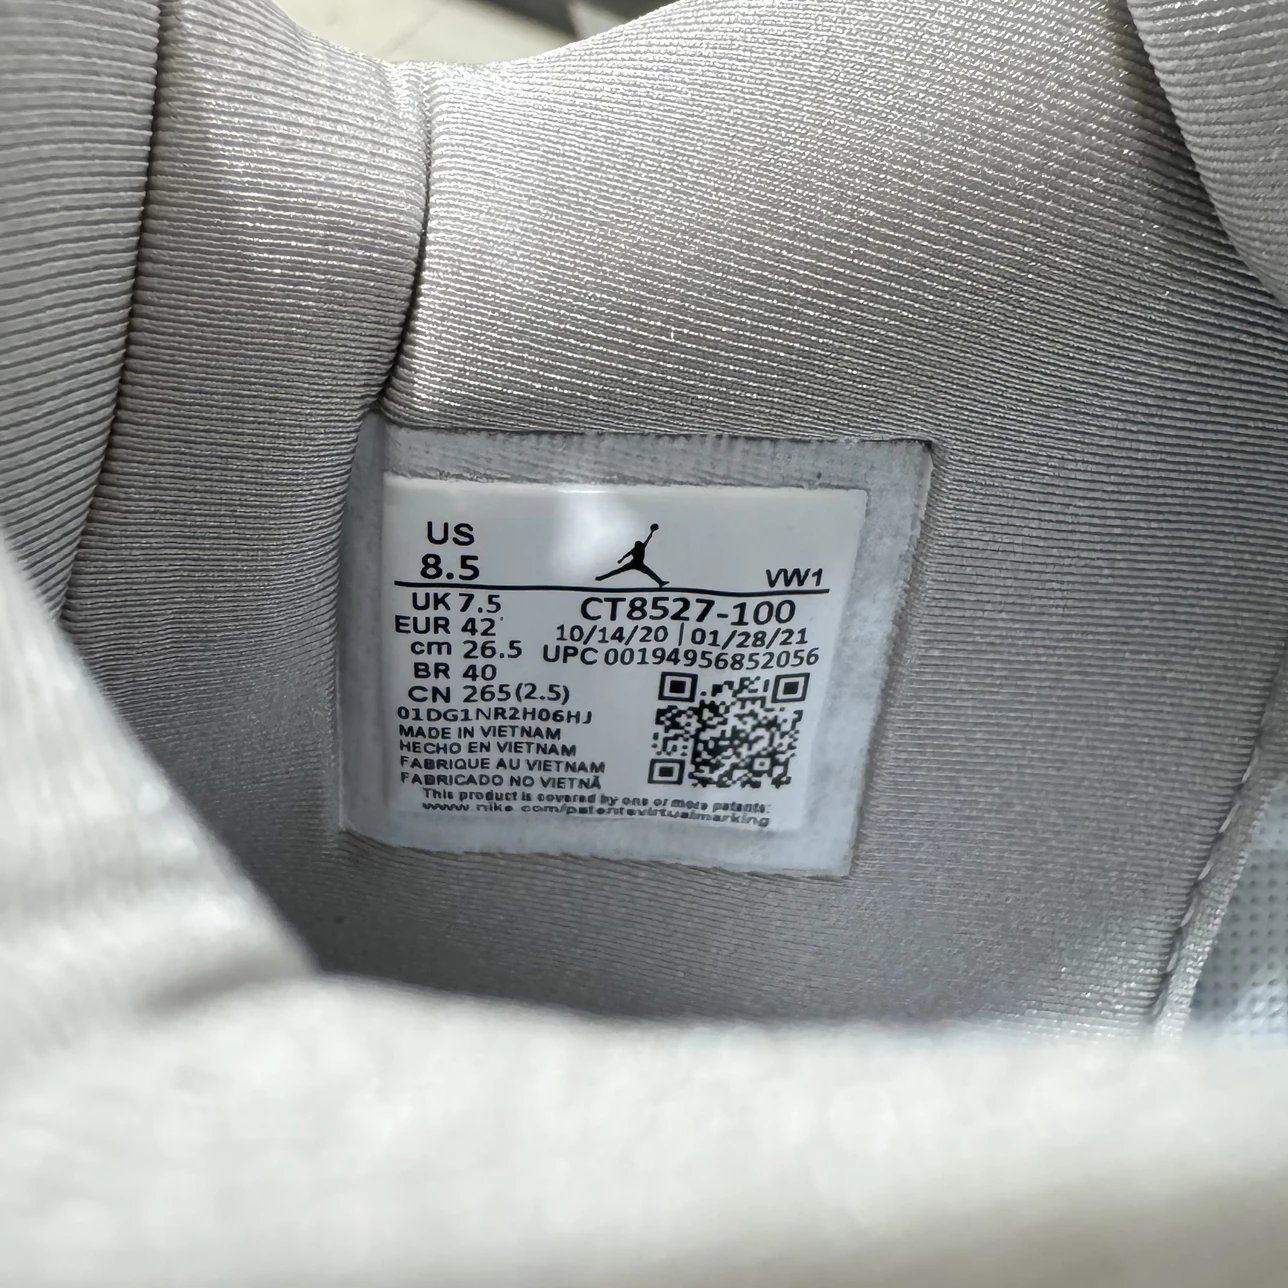 US
8.5
VW1
UK 7.5
EUR 42
cm 26.5
BR 40
CN 265(2.5)
CT8527-100
10/14/20 | 01/28/21
UPC 00194956852056
01DG1NR2H06HJ
MADE IN VIETNAM
HECHO EN VIETNAM
FABRIQUE AU VIETNAM
FABRICADO NO VIETNÃ
This product is covered by one or more patents:
www.nike.com/patentsvirtualmarking